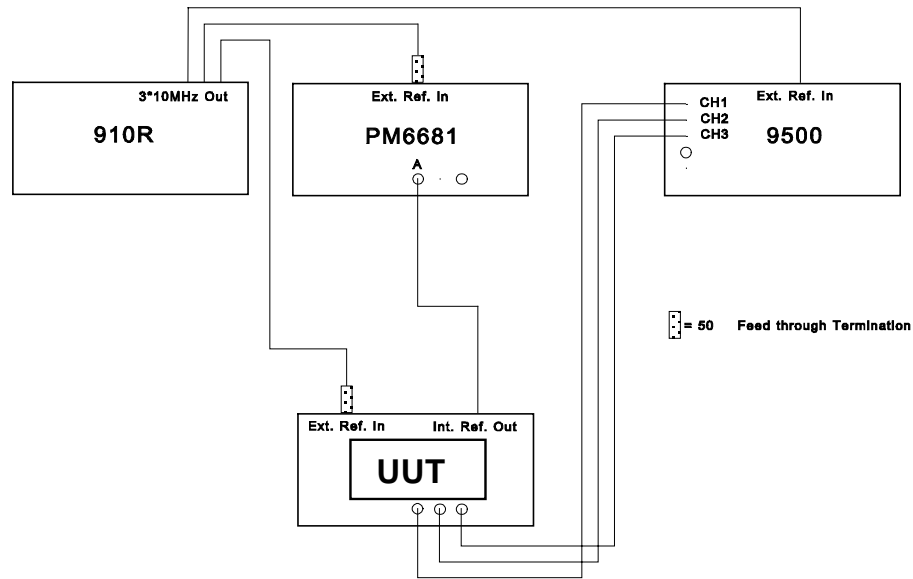 3*10MHz Out
910R
Ext. Ref. In
PM6681
A
Ext. Ref. In
CH1
CH2
CH3
9500
= 50 Feed through Termination
Ext. Ref. In
Int. Ref. Out
UUT